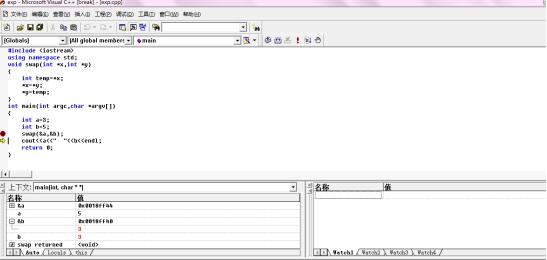 exp - Microsoft Visual C++ [break] - [exp.cpp]
文件(F) 编辑(E) 查看(V) 插入(I) 工程(P) 调试(D) 工具(T) 窗口(W) 帮助(H)
(Globals) [All global members main
#include <iostream>
using namespace std;
void swap(int *x,int *y)
{
int temp=*x;
*x=*y;
*y=temp;
}
int main(int argc,char *argv[])
{
int a=3;
int b=5;
swap(&a,&b);
cout<<a<<" "<<b<<endl;
return 0;
}
上下文: main(int, char * *)
名称 值
&a 0x0018ff44
a 5
&b 0x0018ff40
3
b 3
swap returned <void>
Auto Locals this
名称 值
Watch1 Watch2 Watch3 Watch4